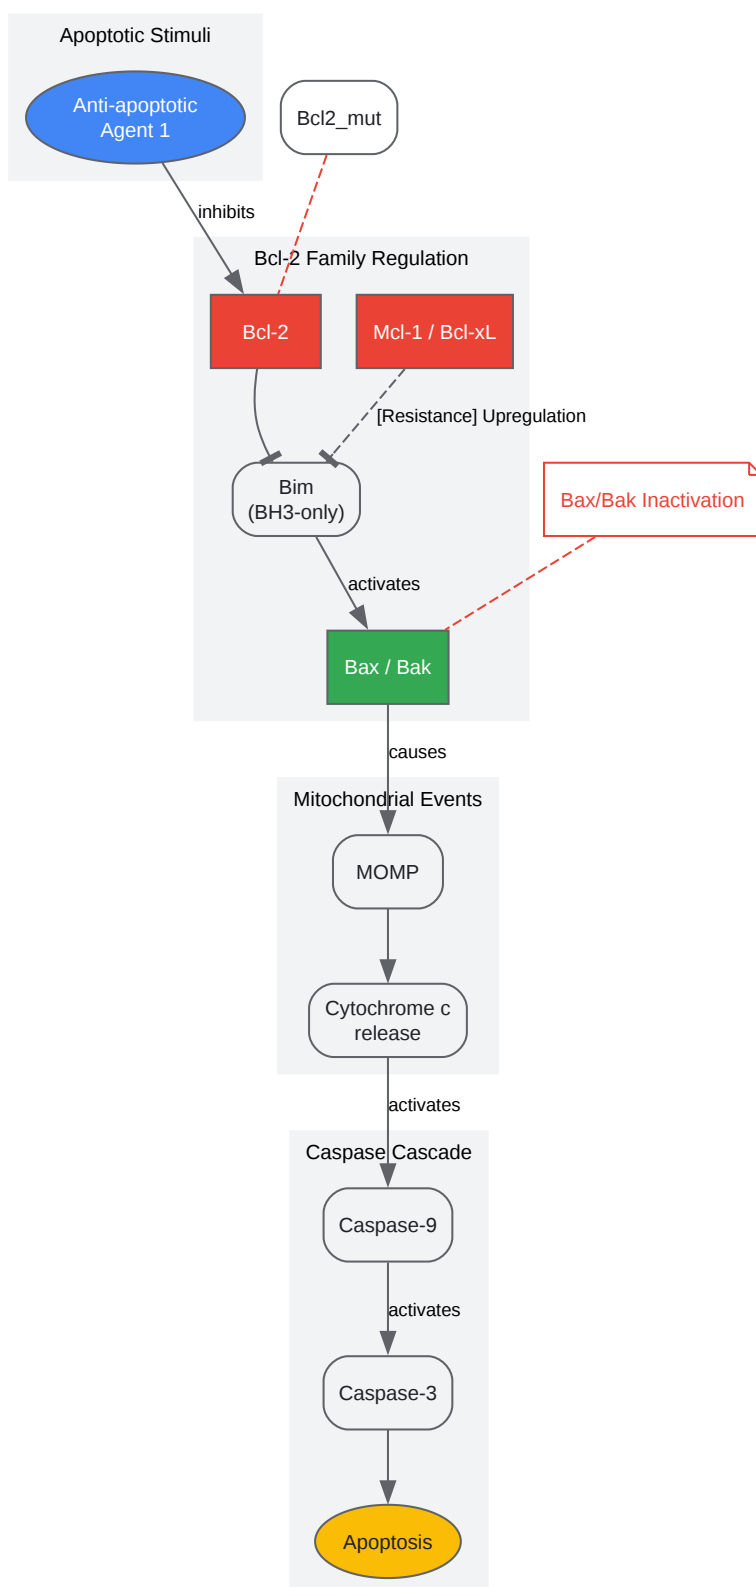 Apoptotic Stimuli
Anti-apoptotic
Agent 1
Bcl2_mut
inhibits
Bcl-2 Family Regulation
Bcl-2
Mcl-1 / Bcl-xL
[Resistance] Upregulation
Bim
(BH3-only)
Bax/Bak Inactivation
activates
Bax / Bak
causes
Mitochondrial Events
MOMP
Cytochrome c
release
activates
Caspase Cascade
Caspase-9
activates
Caspase-3
Apoptosis